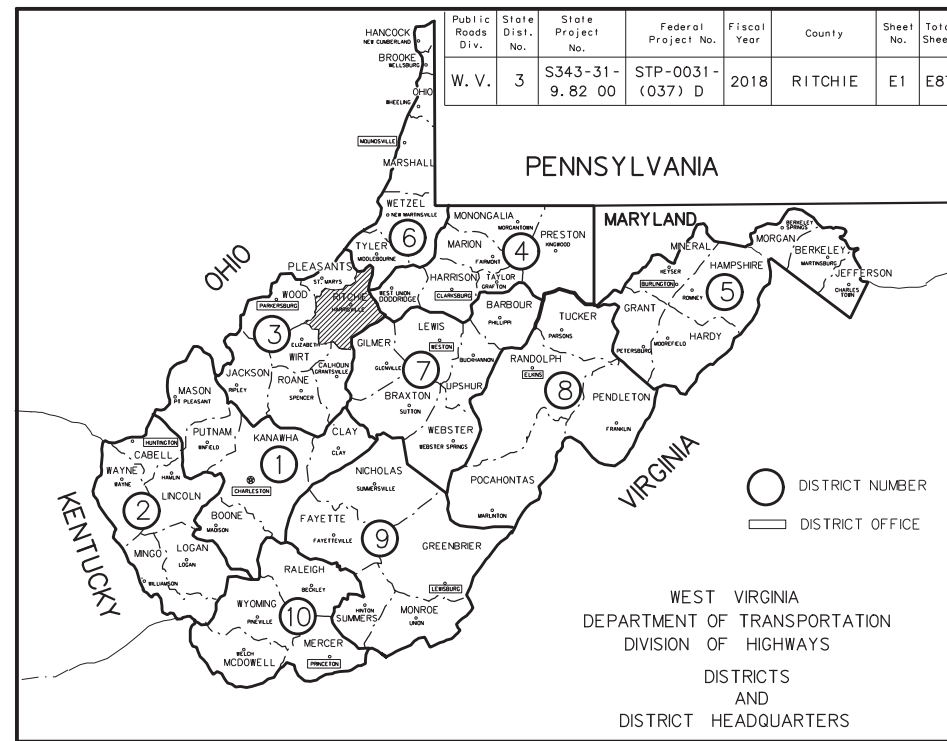 Public Roads Div. State Dist. No. State Project No. Federal Project No. Fiscal Year County Sheet No.
W. V. 3 S343-31-9.82 00 STP-0031-(037) D 2018 RITCHIE E1
HANCOCK
NEW CUMBERLAND
BROOKE
WELLSBURG
OHIO
WHEELING
MOUNDSVILLE
MARSHALL
PENNSYLVANIA
WETZEL
NEW MARTINSVILLE
MONONGALIA
MORGANTOWN
MARYLAND
BERKELEY SPRINGS
MORGAN
BERKELEY
MARTINSBURG
JEFFERSON
CHARLES TOWN
OHIO
TYLER
MIDDLEBOURNE
6
MARION
FAIRMONT
4
PRESTON
KINGWOOD
MINERAL
KEYSER
BURLINGTON
HAMPSHIRE
ROMNEY
5
PLEASANTS
ST. MARYS
WOOD
PARKERSBURG
RITCHIE
HARRISVILLE
WEST UNION
DODDRIDGE
HARRISON
CLARKSBURG
TAYLOR
GRAFTON
BARBOUR
PHILLIPPI
TUCKER
PARSONS
GRANT
PETERSBURG
MOOREFIELD
HARDY
3
ELIZABETH
WIRT
GILMER
GLENVILLE
LEWIS
WESTON
BUCKHANNON
UPSHUR
RANDOLPH
ELKINS
8
PENDLETON
FRANKLIN
JACKSON
RIPLEY
ROANE
SPENCER
CALHOUN
GRANTSVILLE
7
BRAXTON
SUTTON
MASON
PT PLEASANT
PUTNAM
WINFIELD
KANAWHA
1
CHARLESTON
CLAY
CLAY
WEBSTER
WEBSTER SPRINGS
VIRGINIA
HUNTINGTON
CABELL
WAYNE
WAYNE
HAMLIN
LINCOLN
2
BOONE
MADISON
NICHOLAS
SUMMERSVILLE
POCAHONTAS
MARLINTON
DISTRICT NUMBER
DISTRICT OFFICE
KENTUCKY
MINGO
WILLIAMSON
LOGAN
LOGAN
FAYETTE
FAYETTEVILLE
9
GREENBRIER
LEWISBURG
RALEIGH
BECKLEY
WYOMING
PINEVILLE
10
HINTON
SUMMERS
MONROE
UNION
WELCH
MCDOWELL
MERCER
PRINCETON
WEST VIRGINIA
DEPARTMENT OF TRANSPORTATION
DIVISION OF HIGHWAYS
DISTRICTS
AND
DISTRICT HEADQUARTERS